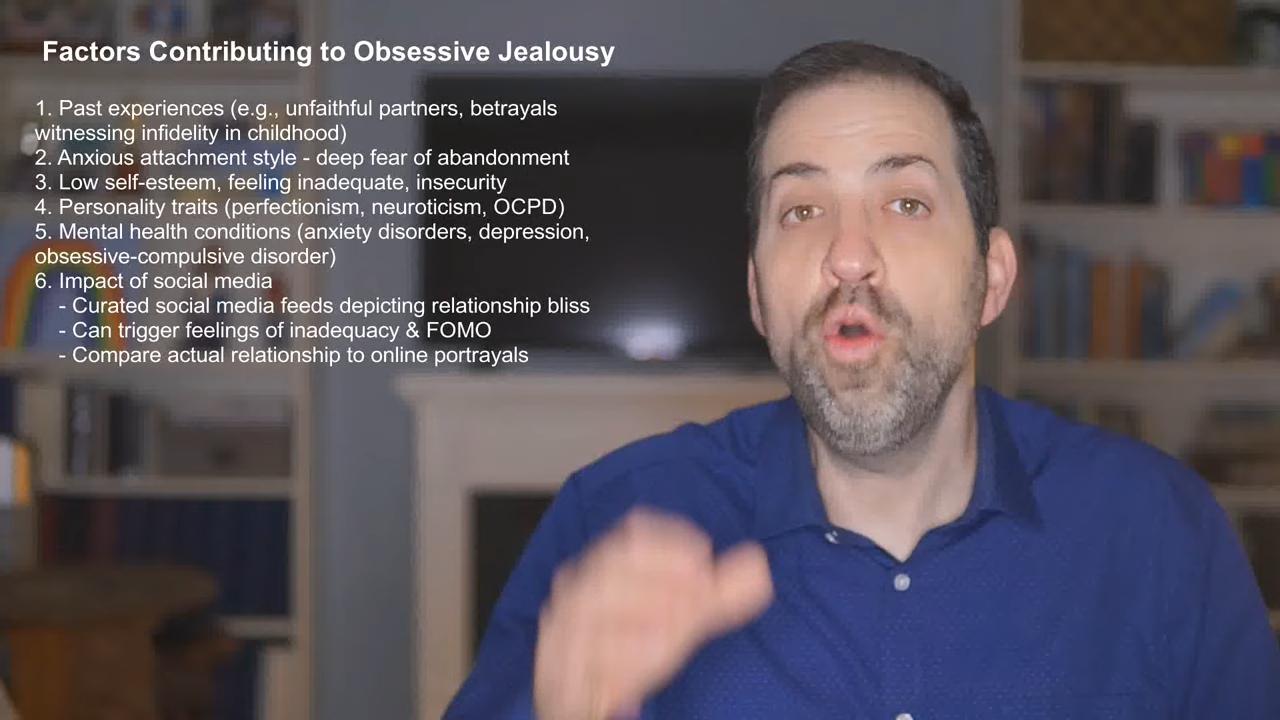 Factors Contributing to Obsessive Jealousy
1. Past experiences (e.g., unfaithful partners, betrayals
witnessing infidelity in childhood)
2. Anxious attachment style - deep fear of abandonment
3. Low self-esteem, feeling inadequate, insecurity
4. Personality traits (perfectionism, neuroticism, OCPD)
5. Mental health conditions (anxiety disorders, depression,
obsessive-compulsive disorder)
6. Impact of social media
- Curated social media feeds depicting relationship bliss
- Can trigger feelings of inadequacy & FOMO
- Compare actual relationship to online portrayals